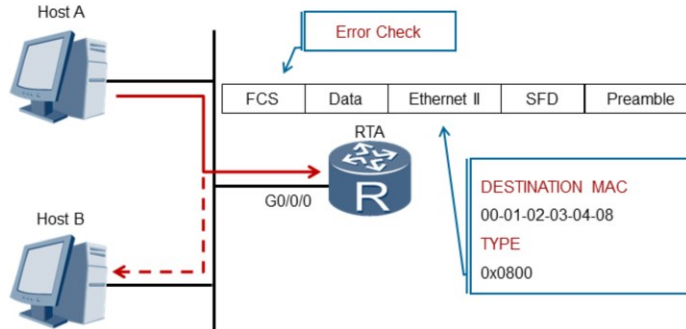 Host A
Error Check
FCS Data Ethernet Ⅱ SFD Preamble
RTA
R
G0/0/0
DESTINATION MAC
00-01-02-03-04-08
TYPE
0x0800
Host B